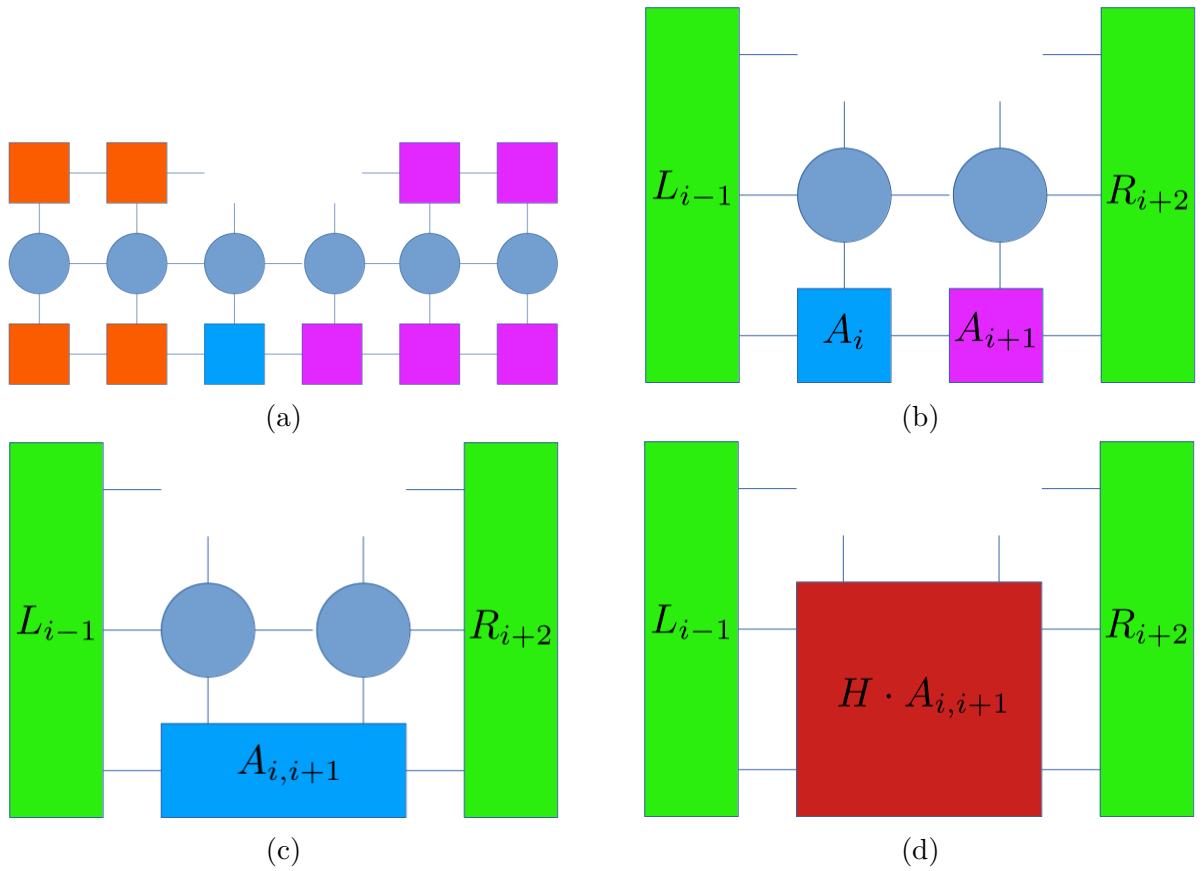 (a)
$L_{i-1}$ $A_i$ $A_{i+1}$ $R_{i+2}$
(b)
$L_{i-1}$ $A_{i,i+1}$ $R_{i+2}$
(c)
$L_{i-1}$ $H \cdot A_{i,i+1}$ $R_{i+2}$
(d)